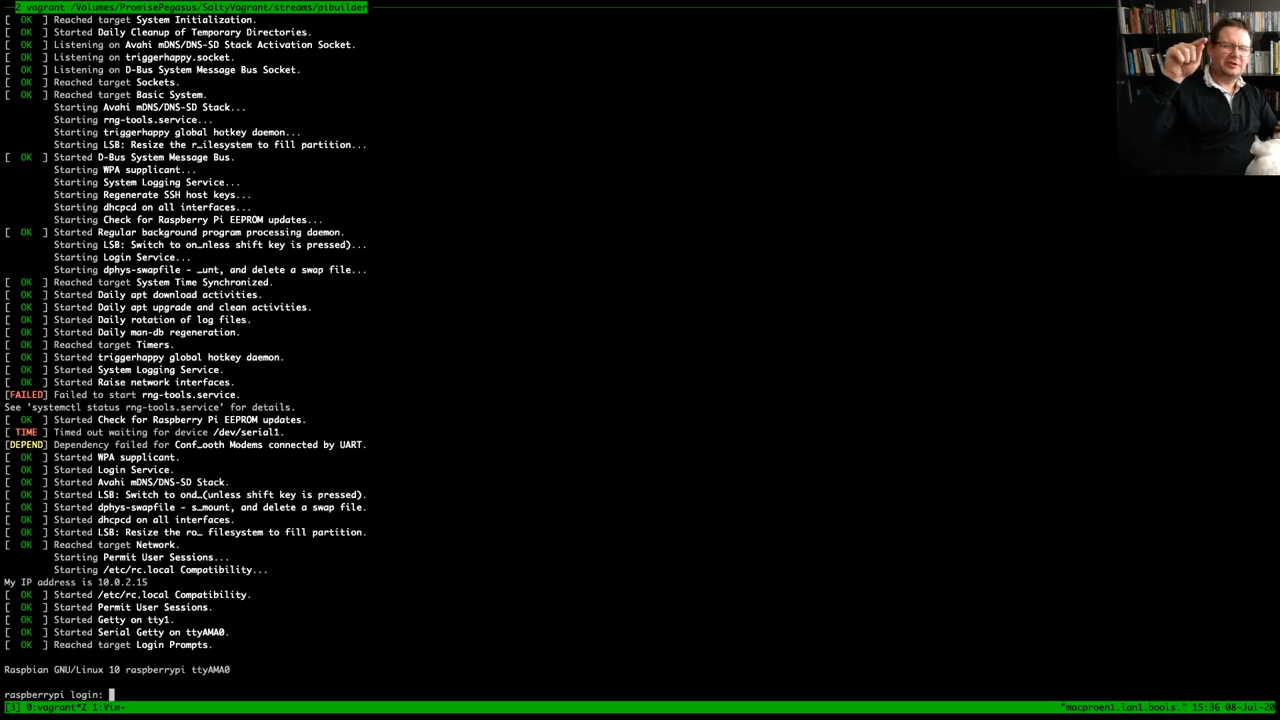 Z vagrant /Volumes/PromisePegasus/SaltyVagrant/streams/pibuilder
[  OK  ] Reached target System Initialization.
[  OK  ] Started Daily Cleanup of Temporary Directories.
[  OK  ] Listening on Avahi mDNS/DNS-SD Stack Activation Socket.
[  OK  ] Listening on triggerhappy.socket.
[  OK  ] Listening on D-Bus System Message Bus Socket.
[  OK  ] Reached target Sockets.
[  OK  ] Reached target Basic System.
         Starting Avahi mDNS/DNS-SD Stack...
         Starting rng-tools.service...
         Starting triggerhappy global hotkey daemon...
         Starting LSB: Resize the r…ilesystem to fill partition...
[  OK  ] Started D-Bus System Message Bus.
         Starting WPA supplicant...
         Starting System Logging Service...
         Starting Regenerate SSH host keys...
         Starting dhcpcd on all interfaces...
         Starting Check for Raspberry Pi EEPROM updates...
[  OK  ] Started Regular background program processing daemon.
         Starting LSB: Switch to on…nless shift key is pressed)...
         Starting Login Service...
         Starting dphys-swapfile - …unt, and delete a swap file...
[  OK  ] Reached target System Time Synchronized.
[  OK  ] Started Daily apt download activities.
[  OK  ] Started Daily apt upgrade and clean activities.
[  OK  ] Started Daily rotation of log files.
[  OK  ] Started Daily man-db regeneration.
[  OK  ] Reached target Timers.
[  OK  ] Started triggerhappy global hotkey daemon.
[  OK  ] Started System Logging Service.
[  OK  ] Started Raise network interfaces.
[FAILED] Failed to start rng-tools.service.
See 'systemctl status rng-tools.service' for details.
[  OK  ] Started Check for Raspberry Pi EEPROM updates.
[ TIME ] Timed out waiting for device /dev/serial1.
[DEPEND] Dependency failed for Conf…ooth Modems connected by UART.
[  OK  ] Started WPA supplicant.
[  OK  ] Started Login Service.
[  OK  ] Started Avahi mDNS/DNS-SD Stack.
[  OK  ] Started LSB: Switch to ond…(unless shift key is pressed).
[  OK  ] Started dphys-swapfile - s…mount, and delete a swap file.
[  OK  ] Started dhcpcd on all interfaces.
[  OK  ] Started LSB: Resize the ro… filesystem to fill partition.
[  OK  ] Reached target Network.
         Starting Permit User Sessions...
         Starting /etc/rc.local Compatibility...
My IP address is 10.0.2.15
[  OK  ] Started /etc/rc.local Compatibility.
[  OK  ] Started Permit User Sessions.
[  OK  ] Started Getty on tty1.
[  OK  ] Started Serial Getty on ttyAMA0.
[  OK  ] Reached target Login Prompts.
Raspbian GNU/Linux 10 raspberrypi ttyAMA0
raspberrypi login:
[3] 0:vagrant*Z 1:Vim- "macproen1.lan1.bools." 15:36 08-Jul-20